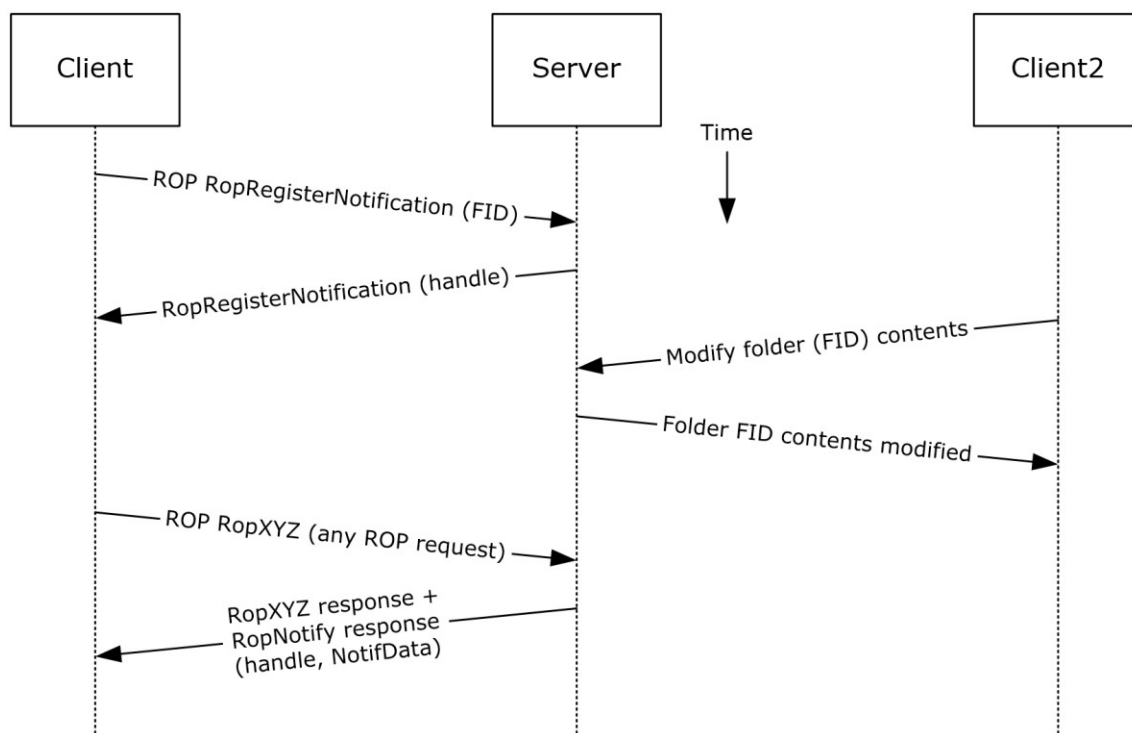 Client
Server
Client2
Time
ROP RopRegisterNotification (FID)
RopRegisterNotification (handle)
Modify folder (FID) contents
Folder FID contents modified
ROP RopXYZ (any ROP request)
RopXYZ response +
RopNotify response
(handle, NotifData)